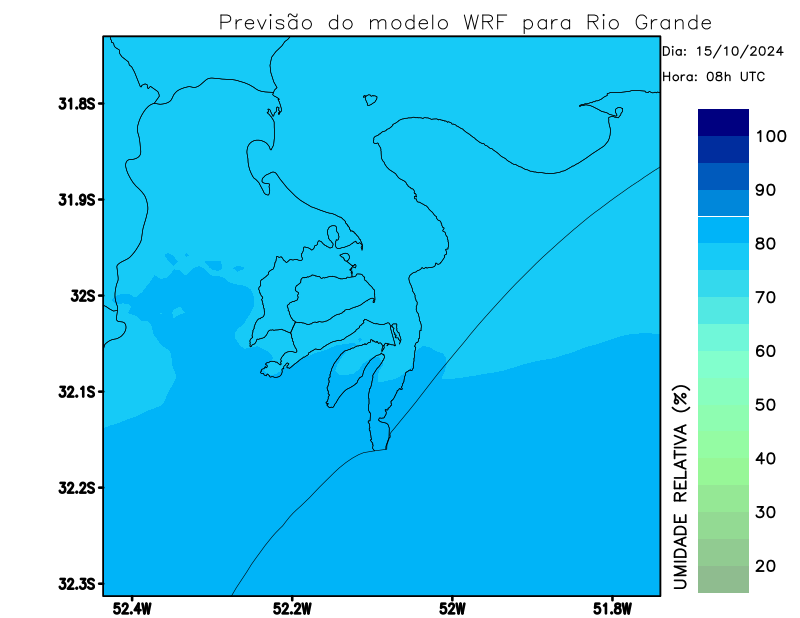 Previsão do modelo WRF para Rio Grande
Dia: 15/10/2024
Hora: 08h UTC
31.8S
31.9S
32S
32.1S
32.2S
32.3S
52.4W
52.2W
52W
51.8W
100
90
80
70
60
50
40
30
20
UMIDADE RELATIVA (%)